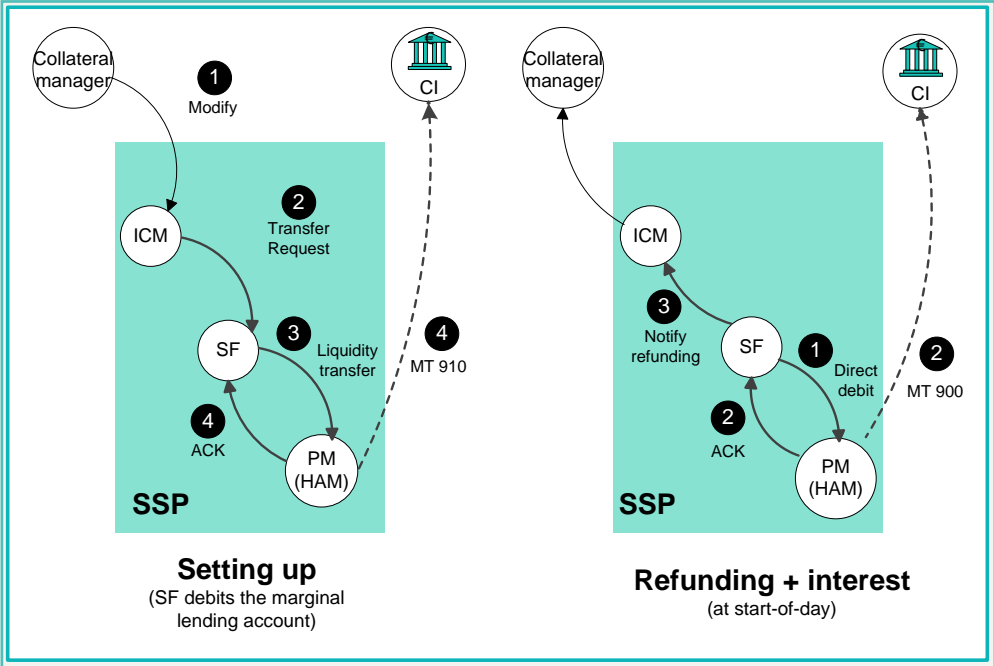 Collateral
manager
1
Modify
CI
2
Transfer
Request
ICM
SF
3
Liquidity
transfer
4
MT 910
4
ACK
PM
(HAM)
SSP
Setting up
(SF debits the marginal
lending account)
Collateral
manager
CI
ICM
3
Notify
refunding
SF
1
Direct
debit
2
MT 900
2
ACK
PM
(HAM)
SSP
Refunding + interest
(at start-of-day)